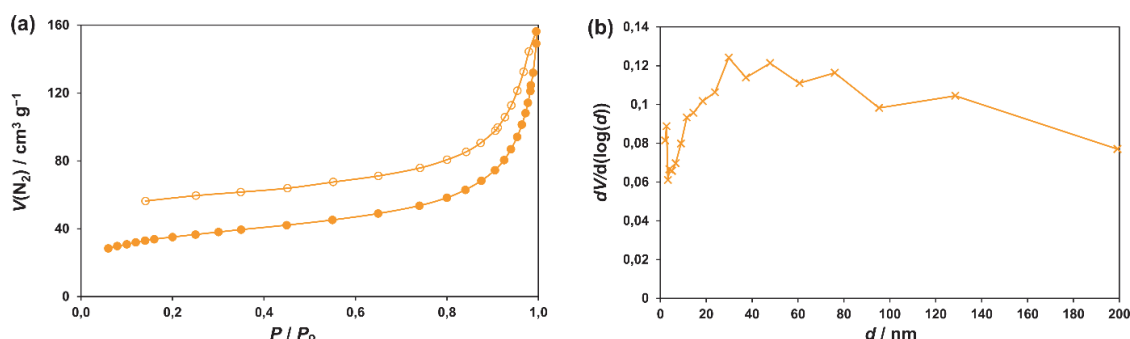 (a)
V(N₂) / cm³ g⁻¹
160
120
80
40
0
0,0 0,2 0,4 0,6 0,8 1,0
P / P₀
(b)
dV/d(log(d))
0,14
0,12
0,1
0,08
0,06
0,04
0,02
0
0 20 40 60 80 100 120 140 160 180 200
d / nm